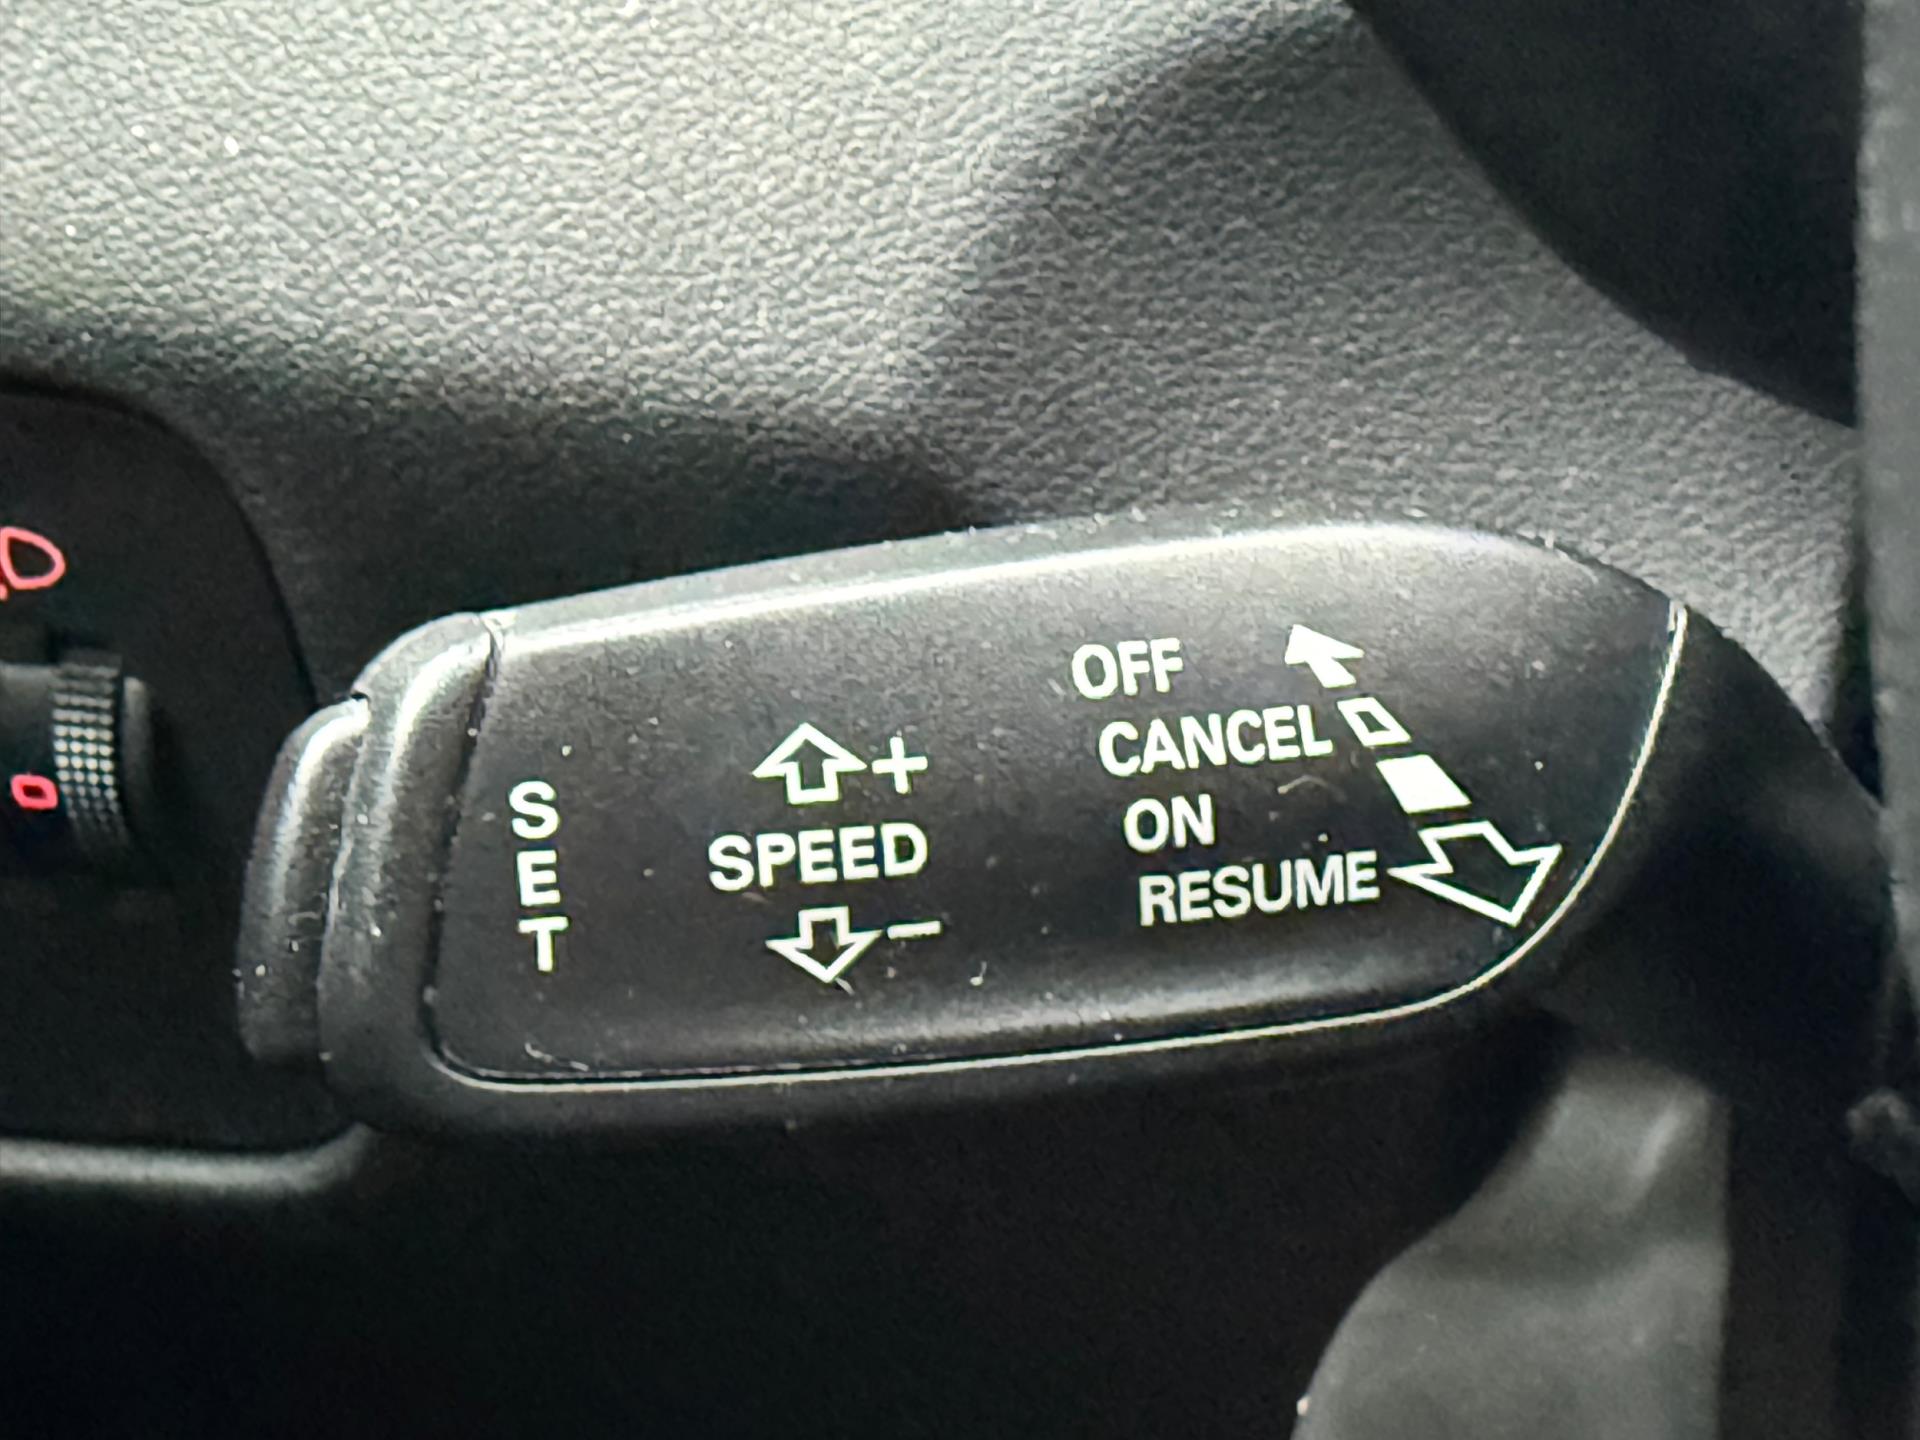 SET
+
SPEED
-
OFF
CANCEL
ON
RESUME